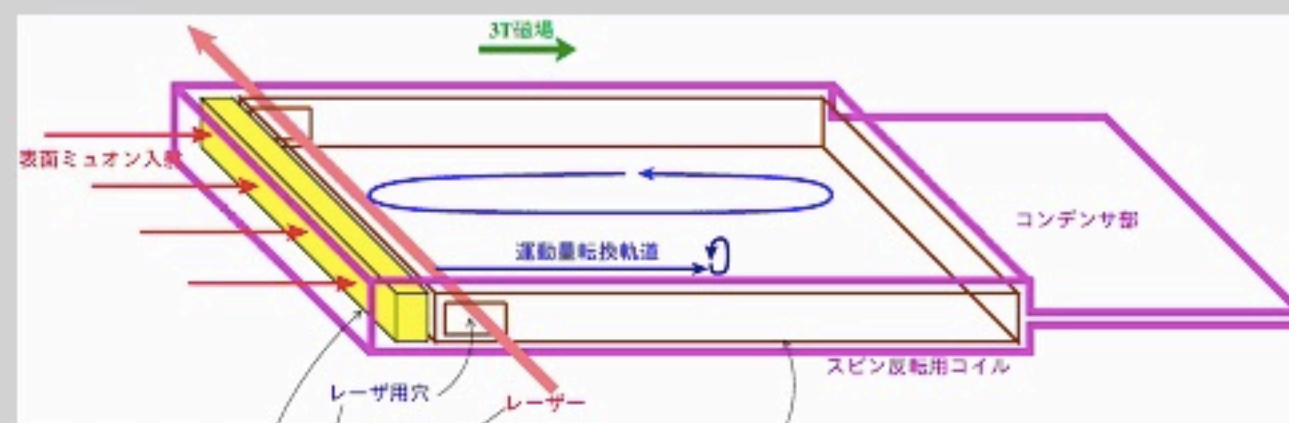 3T磁場
表面ミュオン入射
コンデンサ部
運動量転換軌道
スピン反転用コイル
レーザ用穴
レーザー